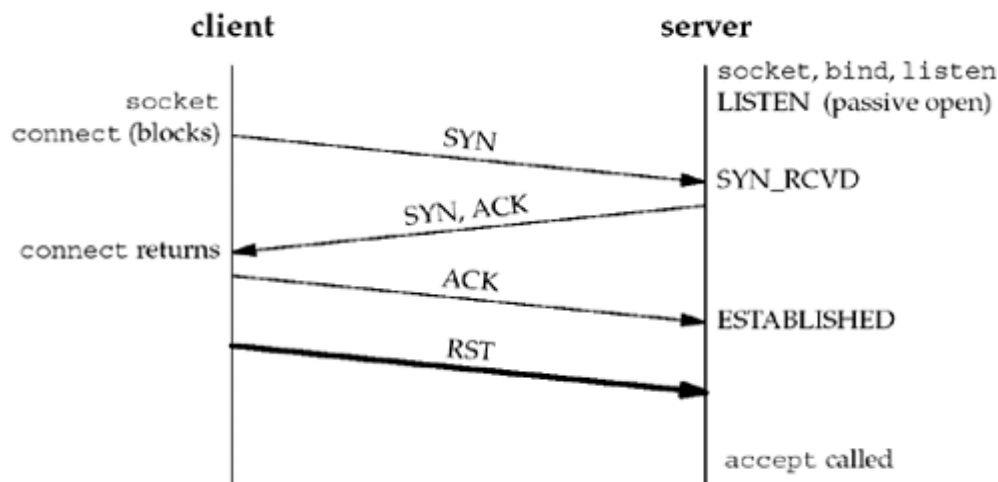 client
server
socket, bind, listen
LISTEN (passive open)
socket
connect (blocks)
SYN
SYN_RCVD
SYN, ACK
connect returns
ACK
ESTABLISHED
RST
accept called